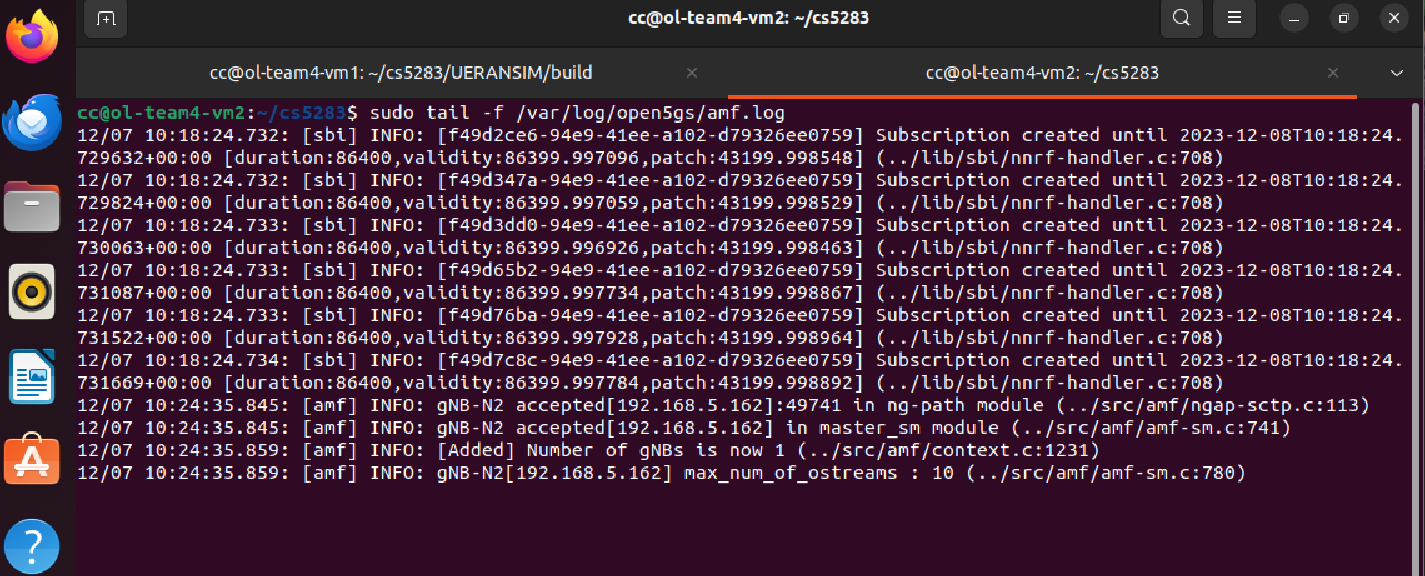 cc@ol-team4-vm2: ~/cs5283
cc@ol-team4-vm1: ~/cs5283/UERANSIM/build
cc@ol-team4-vm2: ~/cs5283
cc@ol-team4-vm2:~/cs5283$ sudo tail -f /var/log/open5gs/amf.log
12/07 10:18:24.732: [sbi] INFO: [f49d2ce6-94e9-41ee-a102-d79326ee0759] Subscription created until 2023-12-08T10:18:24.
729632+00:00 [duration:86400,validity:86399.997096,patch:43199.998548] (../lib/sbi/nnrf-handler.c:708)
12/07 10:18:24.732: [sbi] INFO: [f49d347a-94e9-41ee-a102-d79326ee0759] Subscription created until 2023-12-08T10:18:24.
729824+00:00 [duration:86400,validity:86399.997059,patch:43199.998529] (../lib/sbi/nnrf-handler.c:708)
12/07 10:18:24.733: [sbi] INFO: [f49d3dd0-94e9-41ee-a102-d79326ee0759] Subscription created until 2023-12-08T10:18:24.
730063+00:00 [duration:86400,validity:86399.996926,patch:43199.998463] (../lib/sbi/nnrf-handler.c:708)
12/07 10:18:24.733: [sbi] INFO: [f49d65b2-94e9-41ee-a102-d79326ee0759] Subscription created until 2023-12-08T10:18:24.
731087+00:00 [duration:86400,validity:86399.997734,patch:43199.998867] (../lib/sbi/nnrf-handler.c:708)
12/07 10:18:24.733: [sbi] INFO: [f49d76ba-94e9-41ee-a102-d79326ee0759] Subscription created until 2023-12-08T10:18:24.
731522+00:00 [duration:86400,validity:86399.997928,patch:43199.998964] (../lib/sbi/nnrf-handler.c:708)
12/07 10:18:24.734: [sbi] INFO: [f49d7c8c-94e9-41ee-a102-d79326ee0759] Subscription created until 2023-12-08T10:18:24.
731669+00:00 [duration:86400,validity:86399.997784,patch:43199.998892] (../lib/sbi/nnrf-handler.c:708)
12/07 10:24:35.845: [amf] INFO: gNB-N2 accepted[192.168.5.162]:49741 in ng-path module (../src/amf/ngap-sctp.c:113)
12/07 10:24:35.845: [amf] INFO: gNB-N2 accepted[192.168.5.162] in master_sm module (../src/amf/amf-sm.c:741)
12/07 10:24:35.859: [amf] INFO: [Added] Number of gNBs is now 1 (../src/amf/context.c:1231)
12/07 10:24:35.859: [amf] INFO: gNB-N2[192.168.5.162] max_num_of_ostreams : 10 (../src/amf/amf-sm.c:780)